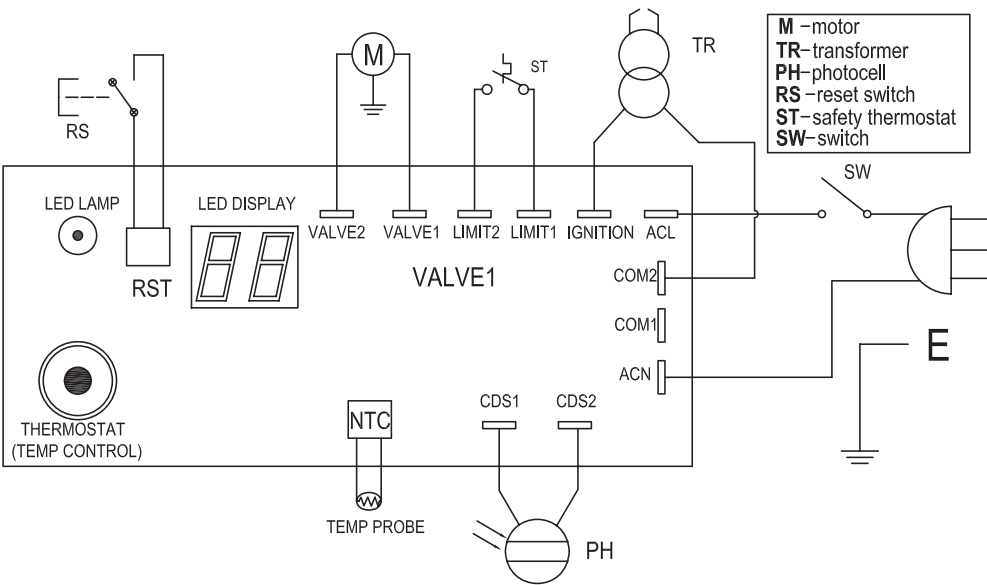 M
TR
ST
RS
M –motor
TR–transformer
PH–photocell
RS –reset switch
ST–safety thermostat
SW–switch
SW
LED LAMP
LED DISPLAY
88
RST
VALVE2
VALVE1
LIMIT2
LIMIT1
IGNITION
ACL
VALVE1
COM2
COM1
ACN
E
THERMOSTAT
(TEMP CONTROL)
NTC
TEMP PROBE
CDS1
CDS2
PH